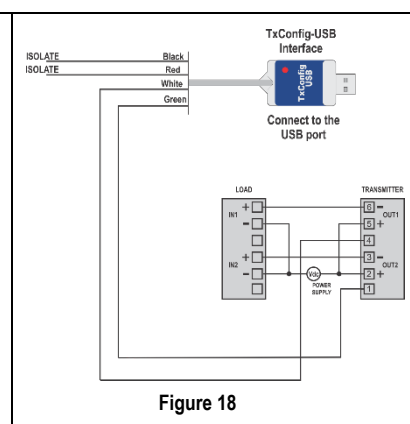 TxConfig-USB
Interface
ISOLATE Black
ISOLATE Red
White
Green
TxConfig
USB
Connect to the
USB port
LOAD TRANSMITTER
IN1 + - 6 - OUT1
5 +
4
IN2 + - 3 - OUT2
Vdc 2 +
POWER
SUPPLY
1
Figure 18